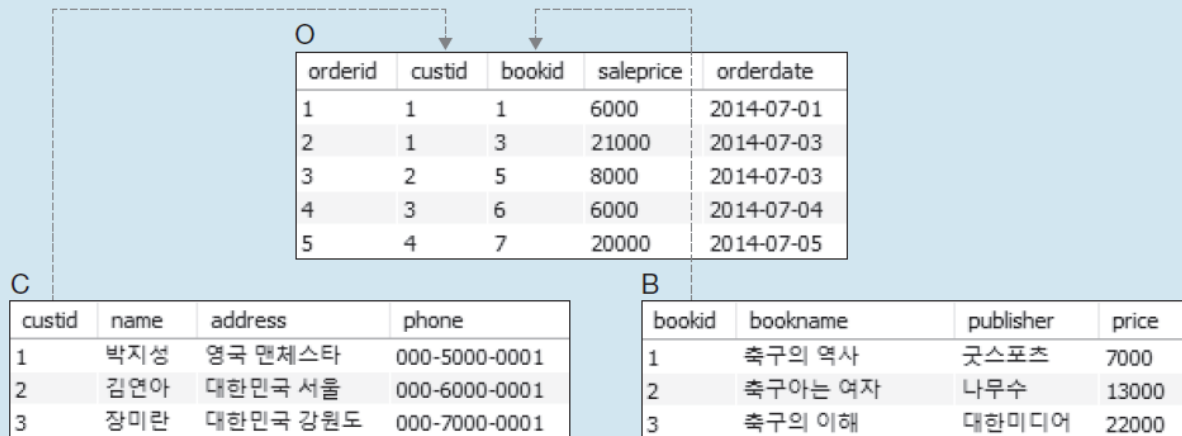 O
orderid custid bookid saleprice orderdate
1 1 1 6000 2014-07-01
2 1 3 21000 2014-07-03
3 2 5 8000 2014-07-03
4 3 6 6000 2014-07-04
5 4 7 20000 2014-07-05
C
custid name address phone
1 박지성 영국 맨체스타 000-5000-0001
2 김연아 대한민국 서울 000-6000-0001
3 장미란 대한민국 강원도 000-7000-0001
B
bookid bookname publisher price
1 축구의 역사 굿스포츠 7000
2 축구아는 여자 나무수 13000
3 축구의 이해 대한미디어 22000